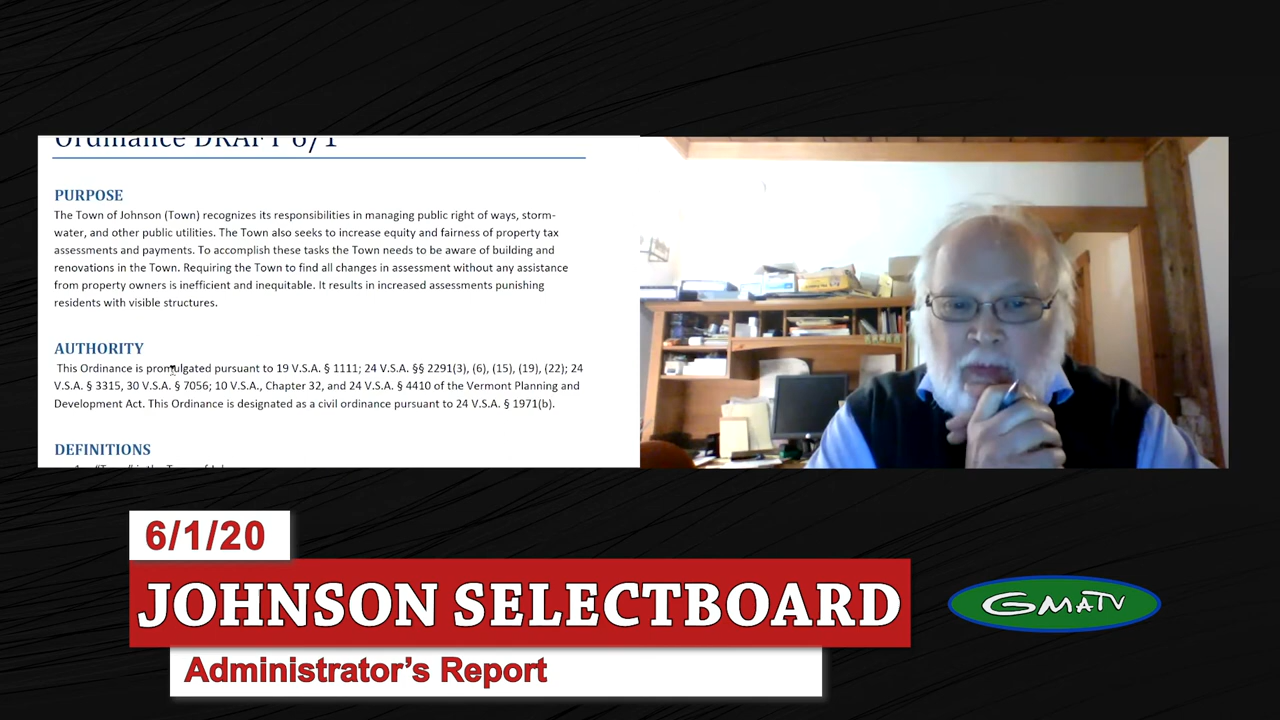 Ordinance DRAFT 6/1
PURPOSE
The Town of Johnson (Town) recognizes its responsibilities in managing public right of ways, storm-
water, and other public utilities. The Town also seeks to increase equity and fairness of property tax
assessments and payments. To accomplish these tasks the Town needs to be aware of building and
renovations in the Town. Requiring the Town to find all changes in assessment without any assistance
from property owners is inefficient and inequitable. It results in increased assessments punishing
residents with visible structures.
AUTHORITY
This Ordinance is promulgated pursuant to 19 V.S.A. § 1111; 24 V.S.A. §§ 2291(3), (6), (15), (19), (22); 24
V.S.A. § 3315, 30 V.S.A. § 7056; 10 V.S.A., Chapter 32, and 24 V.S.A. § 4410 of the Vermont Planning and
Development Act. This Ordinance is designated as a civil ordinance pursuant to 24 V.S.A. § 1971(b).
DEFINITIONS
6/1/20
JOHNSON SELECTBOARD
GMATV
Administrator's Report